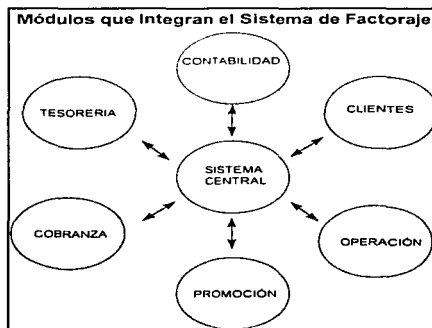 Módulos que Integran el Sistema de Factoraje
CONTABILIDAD
TESORERIA
CLIENTES
SISTEMA
CENTRAL
COBRANZA
OPERACIÓN
PROMOCIÓN